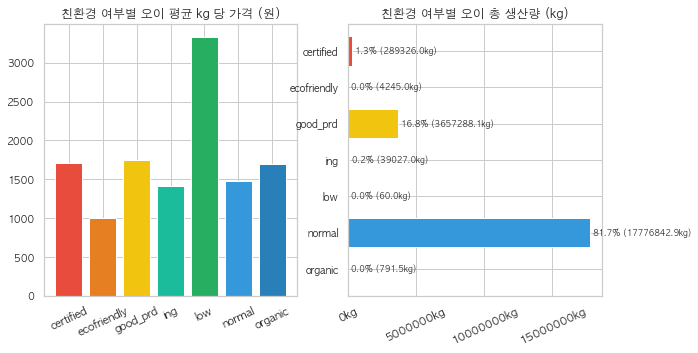 친환경 여부별 오이 평균 kg 당 가격 (원)
3000
2500
2000
1500
1000
500
0
certified
ecofriendly
good_prd
ing
low
normal
organic
친환경 여부별 오이 총 생산량 (kg)
certified
1.3% (289326.0kg)
ecofriendly
0.0% (4245.0kg)
good_prd
16.8% (3657288.1kg)
ing
0.2% (39027.0kg)
low
0.0% (60.0kg)
normal
81.7% (17776842.9kg)
organic
0.0% (791.5kg)
0kg
5000000kg
10000000kg
15000000kg